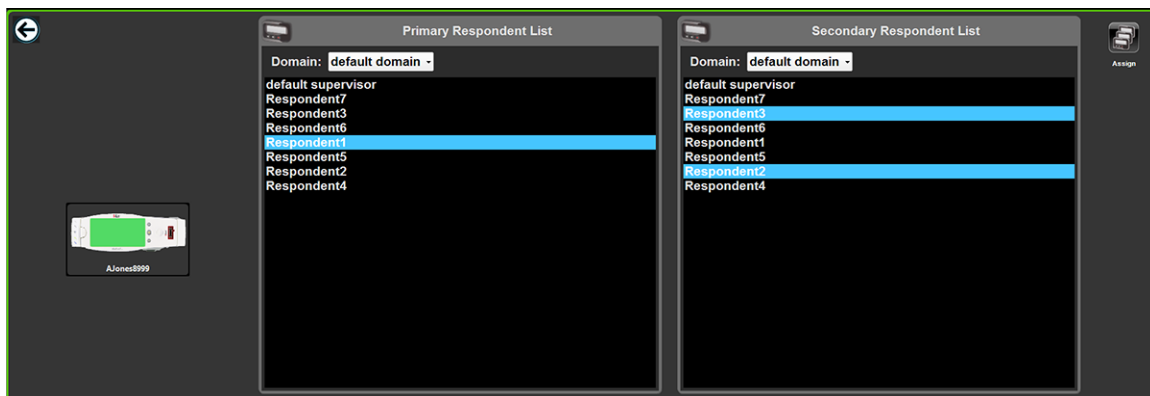 Primary Respondent List
Domain: default domain
default supervisor
Respondent7
Respondent3
Respondent6
Respondent1
Respondent5
Respondent2
Respondent4
Secondary Respondent List
Domain: default domain
default supervisor
Respondent7
Respondent3
Respondent6
Respondent1
Respondent5
Respondent2
Respondent4
Assign
AJones8999